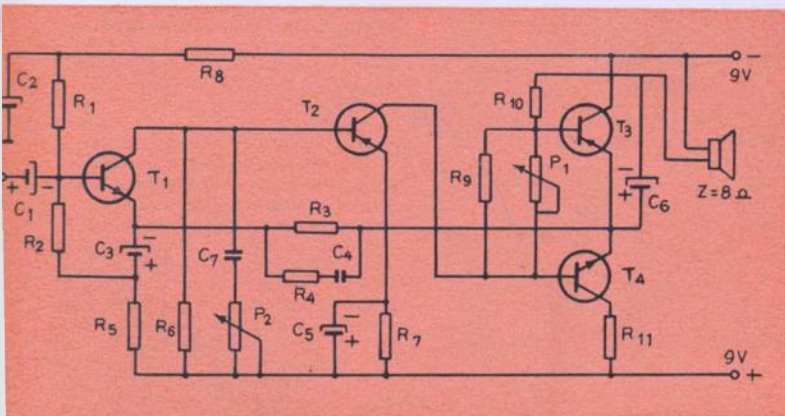 −
9V
R8
C2
R1
R10
T2
T3
T1
R9
P1
+
−
−
+
C6
Z=8 Ω
C1
R2
R3
C3
−
+
C7
C4
R4
T4
R5
R6
P2
C5
−
+
R7
R11
9V
+